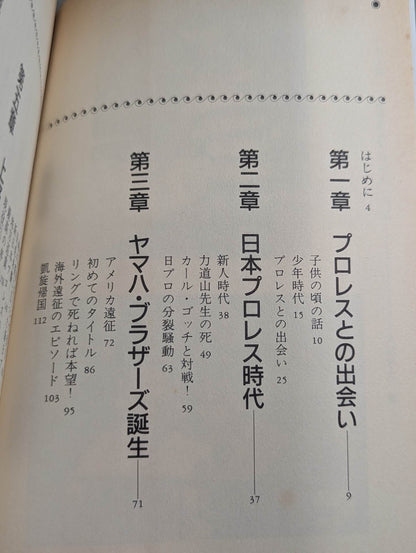 はじめに 4
第一章 プロレスとの出会い 9
子供の頃の話 10
少年時代 15
プロレスとの出会い 25
第二章 日本プロレス時代 37
新人時代 38
力道山先生の死 49
カール・ゴッチと対戦! 59
日プロの分裂騒動 63
第三章 ヤマハ・ブラザーズ誕生 71
アメリカ遠征 72
初めてのタイトル 86
リングで死ねれば本望! 95
海外遠征のエピソード 103
凱旋帰国 112